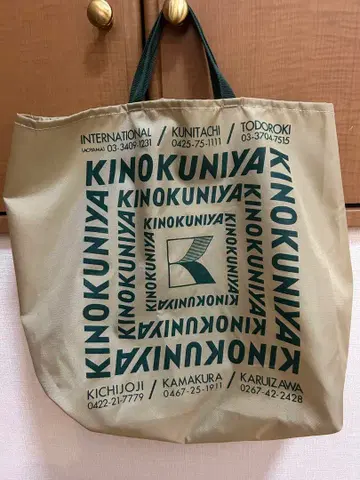 INTERNATIONAL / KUNITACHI / TODOROKI
(AOYAMA) 03-3409-1231 0425-75-1111 03-3704-7515
KINOKUNIYA
KINOKUNIYA
KINOKUNIYA
KINOKUNIYA
KINOKUNIYA
KINOKUNIYA
KINOKUNIYA
KINOKUNIYA
KINOKUNIYA
KINOKUNIYA
KINOKUNIYA
KINOKUNIYA
KICHIJOJI / KAMAKURA / KARUIZAWA
0422-21-7779 0467-25-1911 0267-42-2428